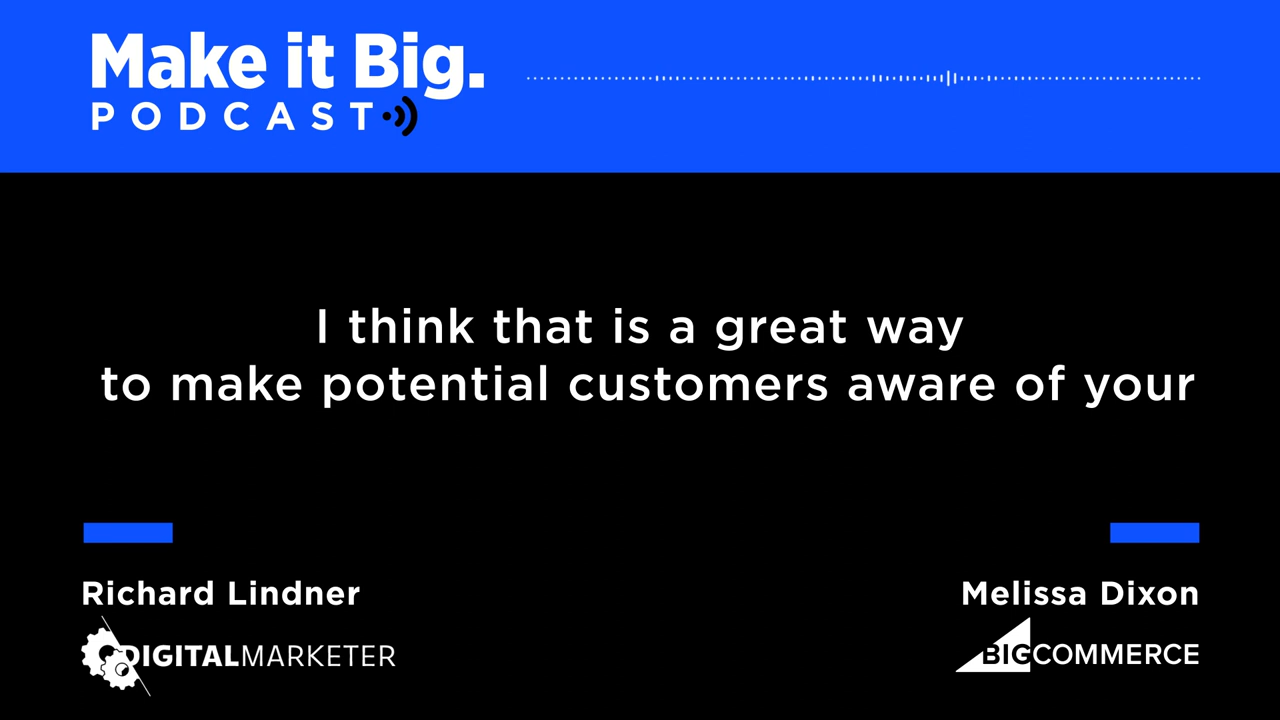 Make it Big.
PODCAST
I think that is a great way
to make potential customers aware of your
Richard Lindner
Melissa Dixon
DIGITALMARKETER
BIGCOMMERCE